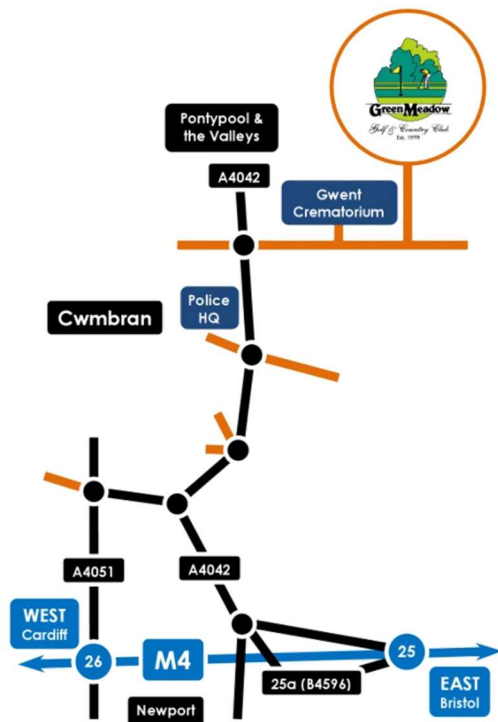 GreenMeadow
Golf & Country Club
Est. 1979
Pontypool &
the Valleys
A4042
Gwent
Crematorium
Police
HQ
Cwmbran
A4051
A4042
WEST
Cardiff
26
M4
25
25a (B4596)
EAST
Bristol
Newport